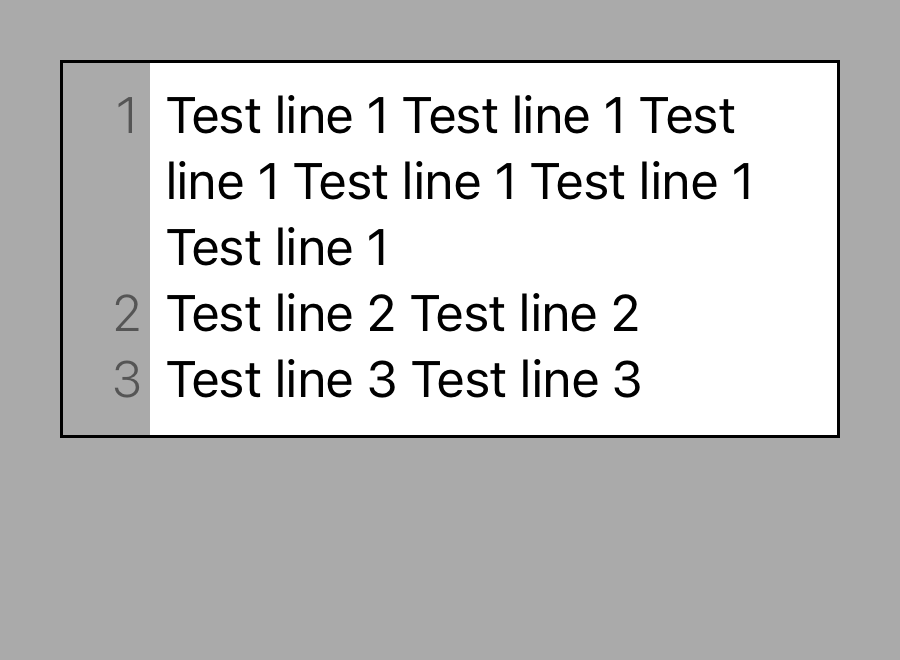 1 Test line 1 Test line 1 Test
line 1 Test line 1 Test line 1
Test line 1
2 Test line 2 Test line 2
3 Test line 3 Test line 3